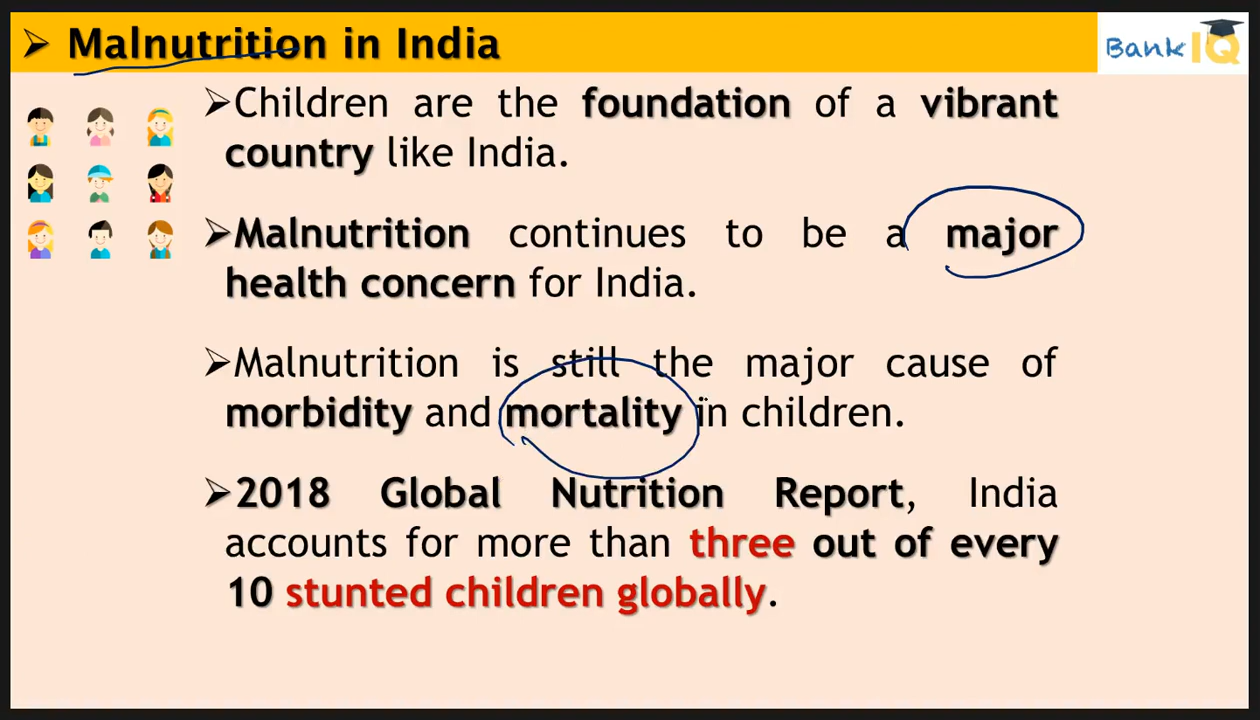 ➢ Malnutrition in India
Bank IQ
➢Children are the foundation of a vibrant
country like India.
➢Malnutrition continues to be a major
health concern for India.
➢Malnutrition is still the major cause of
morbidity and mortality in children.
➢2018 Global Nutrition Report, India
accounts for more than three out of every
10 stunted children globally.